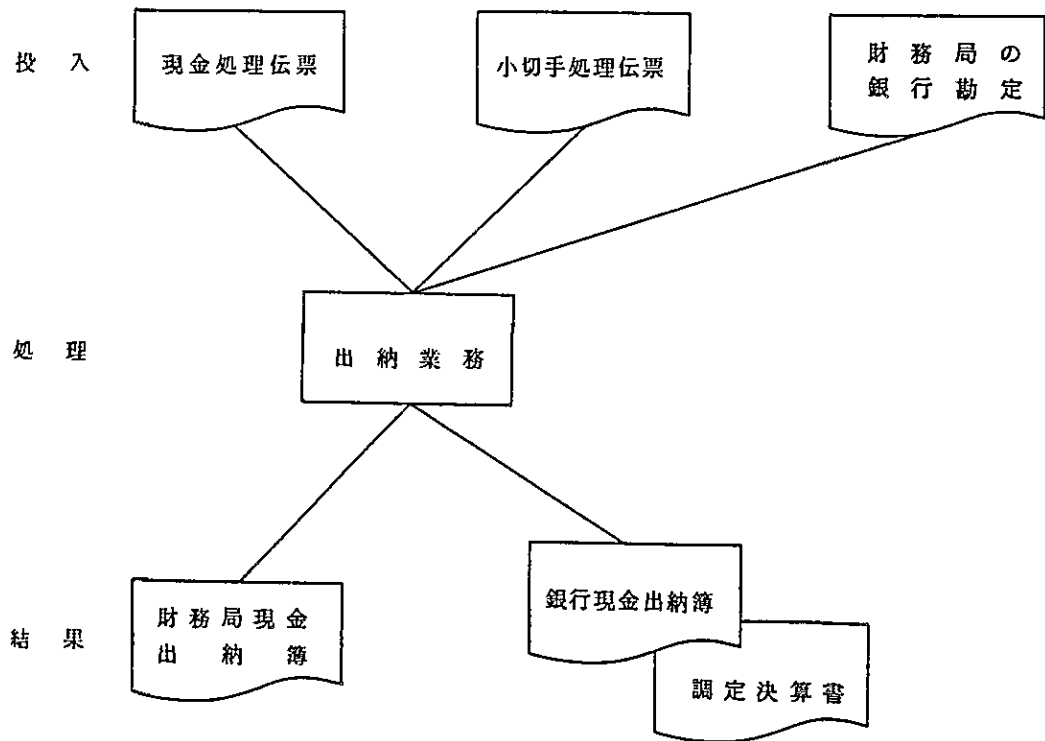 投入
現金処理伝票
小切手処理伝票
財務局の
銀行勘定
処理
出納業務
結果
財務局現金
出納簿
銀行現金出納簿
調定決算書